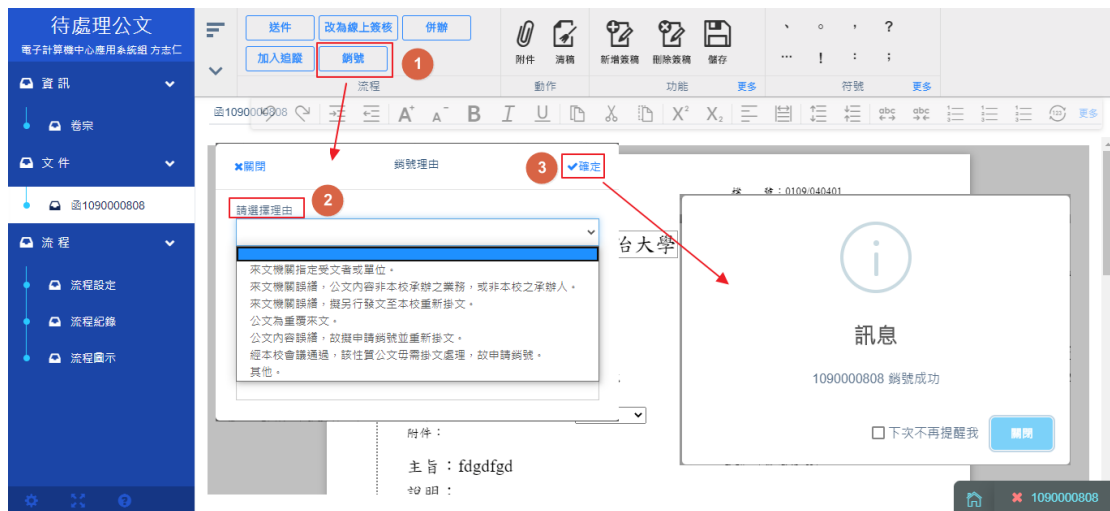 待處理公文
電子計算機中心應用系統組 方志仁
資訊
卷宗
文件
函1090000808
流程
流程設定
流程紀錄
流程圖示
送件 改為線上簽核 併辦
加入追蹤 銷號
1
流程
附件 清稿
動作
新增簽稿 刪除簽稿 儲存
功能 更多
、 。 , ?
… ! : ;
符號 更多
函1090000808
A+ A- B I U X² X₂ abc abc 更多
關閉 銷號理由 3 確定
請選擇理由 2
來文機關指定受文者或單位。
來文機關誤繕,公文內容非本校承辦之業務,或非本校之承辦人。
來文機關誤繕,擬另行發文至本校重新掛文。
公文為重覆來文。
公文內容誤繕,故擬申請銷號並重新掛文。
經本校會議通過,該性質公文毋需掛文處理,故申請銷號。
其他。
號:0109/040401
治大學
附件:
主旨:fdgdfgd
說明:
訊息
1090000808 銷號成功
下次不再提醒我 關閉
1090000808